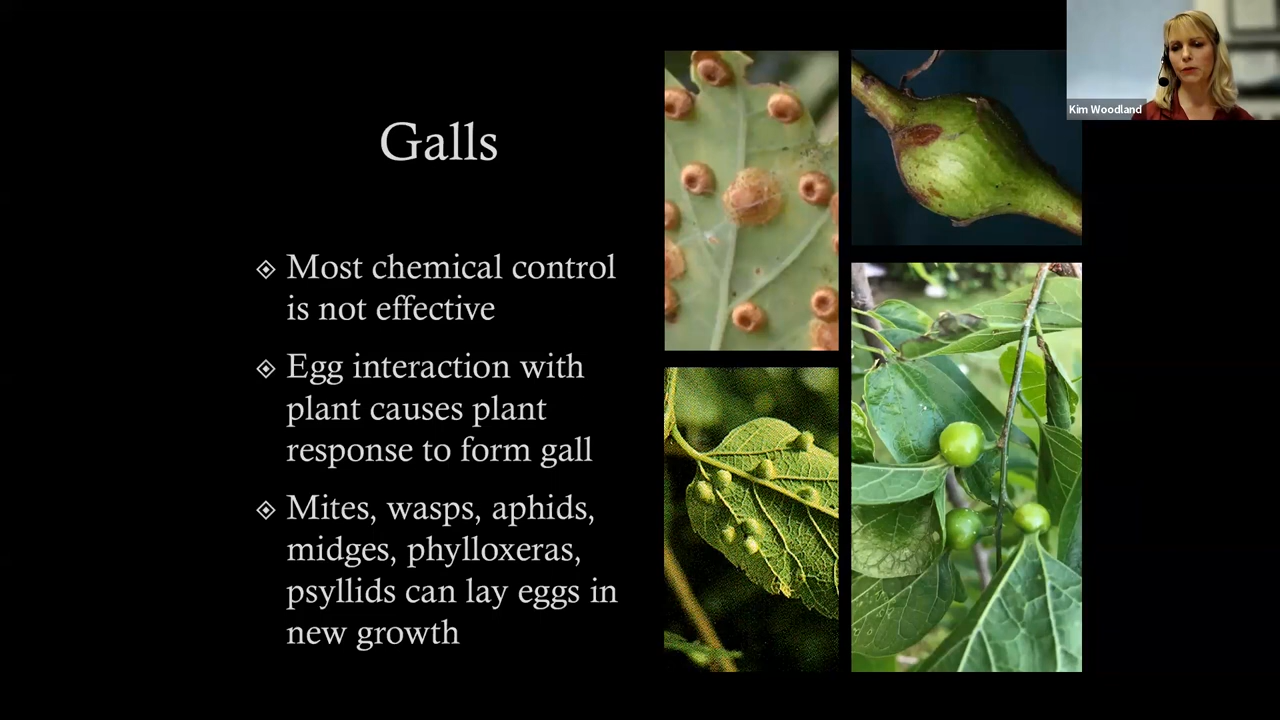 Galls
Most chemical control
is not effective
Egg interaction with
plant causes plant
response to form gall
Mites, wasps, aphids,
midges, phylloxeras,
psyllids can lay eggs in
new growth
Kim Woodland